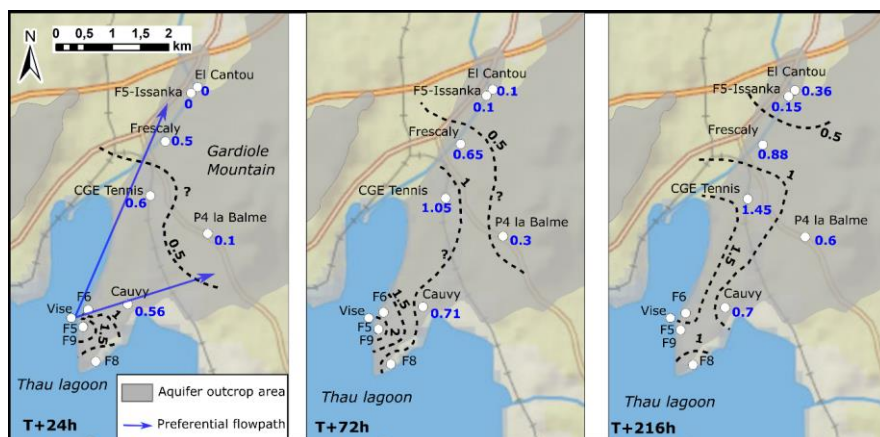 N
0 0,5 1 1,5 2
km
El Cantou
0
F5-Issanka
0
Frescaly
0.5
Gardiole
Mountain
?
CGE Tennis
0.6
P4 la Balme
0.1
0.5
Cauvy
0.56
F6
Vise
1
F5
1.5
F9
F8
Thau lagoon
T+24h
Aquifer outcrop area
Preferential flowpath
El Cantou
0.1
F5-Issanka
0.1
Frescaly
0.65
0.5
1
CGE Tennis
1.05
?
P4 la Balme
0.3
?
1.5
F6
Cauvy
0.71
Vise
F5
2
F9
F8
Thau lagoon
T+72h
El Cantou
0.36
F5-Issanka
0.15
0.5
Frescaly
0.88
1
CGE Tennis
1.45
P4 la Balme
0.6
1.5
Cauvy
0.7
F6
Vise
F5
F9
1
F8
Thau lagoon
T+216h